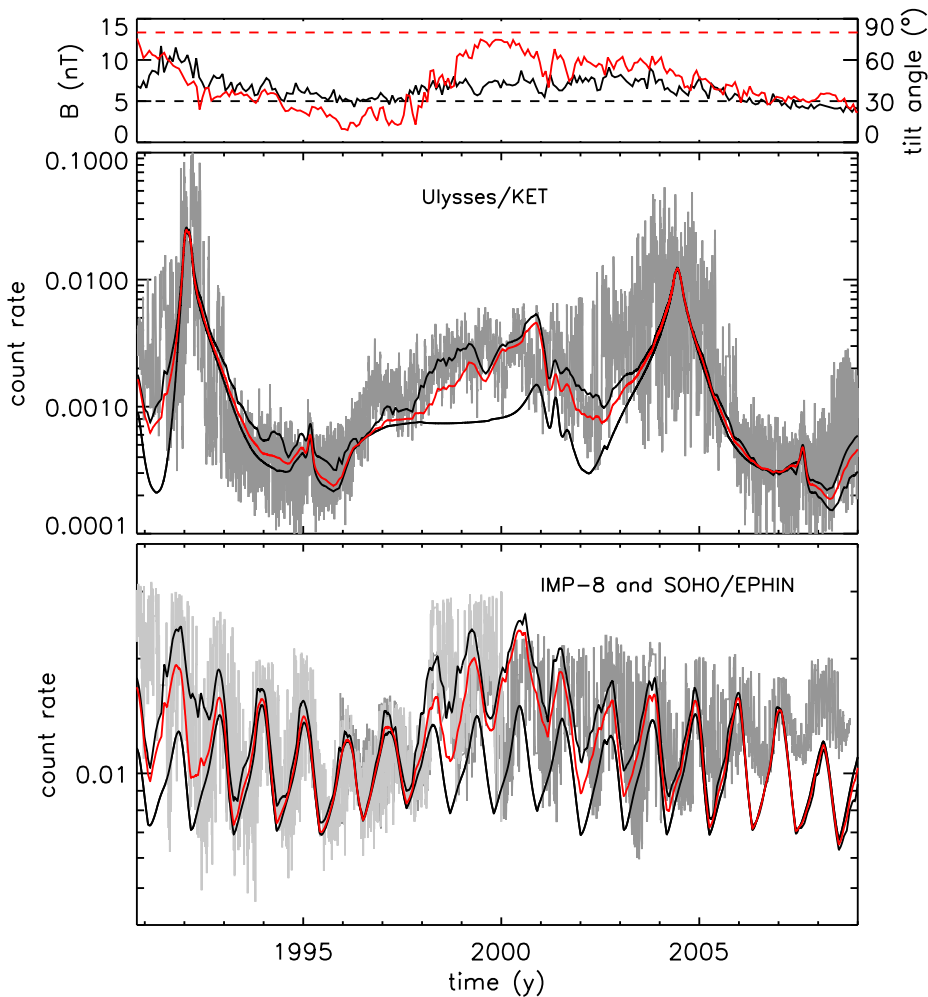 15
10
5
0
B (nT)
90
60
30
0
tilt angle (°)
0.1000
0.0100
0.0010
0.0001
count rate
Ulysses/KET
IMP-8 and SOHO/EPHIN
0.01
count rate
1995 2000 2005
time (y)